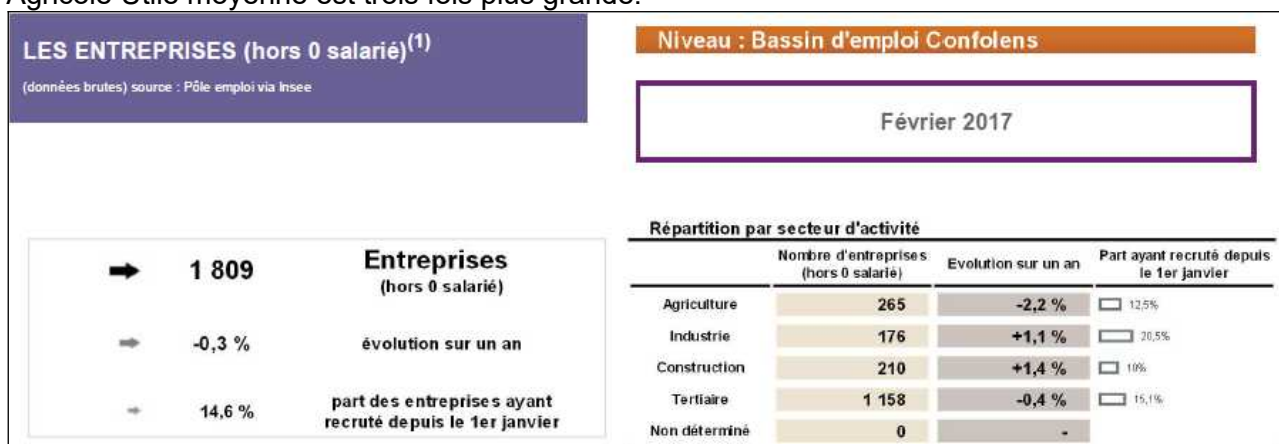 Agricole Utile moyenne est trois fois plus grande.
LES ENTREPRISES (hors 0 salarié)(1)
(données brutes) source : Pôle emploi via Insee
Niveau : Bassin d'emploi Confolens
Février 2017
1 809 Entreprises
(hors 0 salarié)
-0,3 % évolution sur un an
14,6 % part des entreprises ayant
recruté depuis le 1er janvier
Répartition par secteur d'activité
Nombre d'entreprises
(hors 0 salarié)
Evolution sur un an
Part ayant recruté depuis
le 1er janvier
Agriculture 265 -2,2 % 12,5%
Industrie 176 +1,1 % 20,5%
Construction 210 +1,4 % 10%
Tertiaire 1 158 -0,4 % 15,1%
Non déterminé 0 -